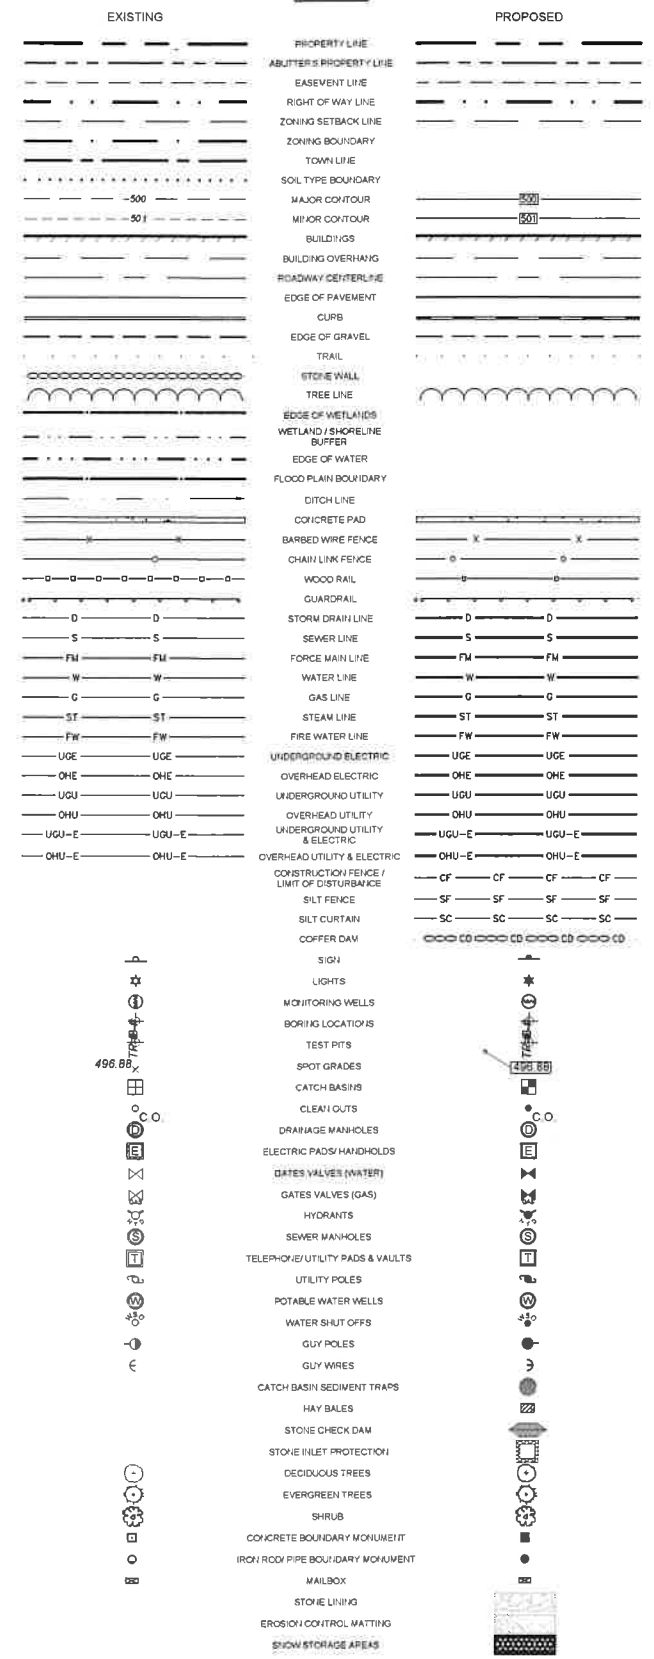 EXISTING PROPOSED
PROPERTY LINE
ABUTTER'S PROPERTY LINE
EASEMENT LINE
RIGHT OF WAY LINE
ZONING SETBACK LINE
ZONING BOUNDARY
TOWN LINE
SOIL TYPE BOUNDARY
500 MAJOR CONTOUR 500
501 MINOR CONTOUR 501
BUILDINGS
BUILDING OVERHANG
ROADWAY CENTERLINE
EDGE OF PAVEMENT
CURB
EDGE OF GRAVEL
TRAIL
STONE WALL
TREE LINE
EDGE OF WETLANDS
WETLAND / SHORELINE
BUFFER
EDGE OF WATER
FLOOD PLAIN BOUNDARY
DITCH LINE
CONCRETE PAD
BARBED WIRE FENCE
CHAIN LINK FENCE
WOOD RAIL
GUARDRAIL
D D STORM DRAIN LINE D D
S S SEWER LINE S S
FM FM FORCE MAIN LINE FM FM
W W WATER LINE W W
G G GAS LINE G G
ST ST STEAM LINE ST ST
FW FW FIRE WATER LINE FW FW
UGE UGE UNDERGROUND ELECTRIC UGE UGE
OHE OHE OVERHEAD ELECTRIC OHE OHE
UGU UGU UNDERGROUND UTILITY UGU UGU
OHU OHU OVERHEAD UTILITY OHU OHU
UGU-E UGU-E UNDERGROUND UTILITY
& ELECTRIC UGU-E UGU-E
OHU-E OHU-E OVERHEAD UTILITY & ELECTRIC OHU-E OHU-E
CONSTRUCTION FENCE /
LIMIT OF DISTURBANCE CF CF CF CF
SILT FENCE SF SF SF SF
SILT CURTAIN SC SC SC SC
COFFER DAM CD CD CD CD
SIGN
LIGHTS
MONITORING WELLS
BORING LOCATIONS
TEST PITS
496.88 SPOT GRADES 496.88
CATCH BASINS
C.O. CLEAN OUTS C.O.
D DRAINAGE MANHOLES D
E ELECTRIC PADS/ HANDHOLDS E
GATES VALVES (WATER)
GATES VALVES (GAS)
HYDRANTS
S SEWER MANHOLES S
T TELEPHONE/ UTILITY PADS & VAULTS T
UTILITY POLES
W POTABLE WATER WELLS W
WSO WATER SHUT OFFS WSO
GUY POLES
GUY WIRES
CATCH BASIN SEDIMENT TRAPS
HAY BALES
STONE CHECK DAM
STONE INLET PROTECTION
DECIDUOUS TREES
EVERGREEN TREES
SHRUB
CONCRETE BOUNDARY MONUMENT
IRON ROD/ PIPE BOUNDARY MONUMENT
MAILBOX
STONE LINING
EROSION CONTROL MATTING
SNOW STORAGE AREAS